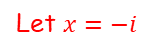 Let x = −i